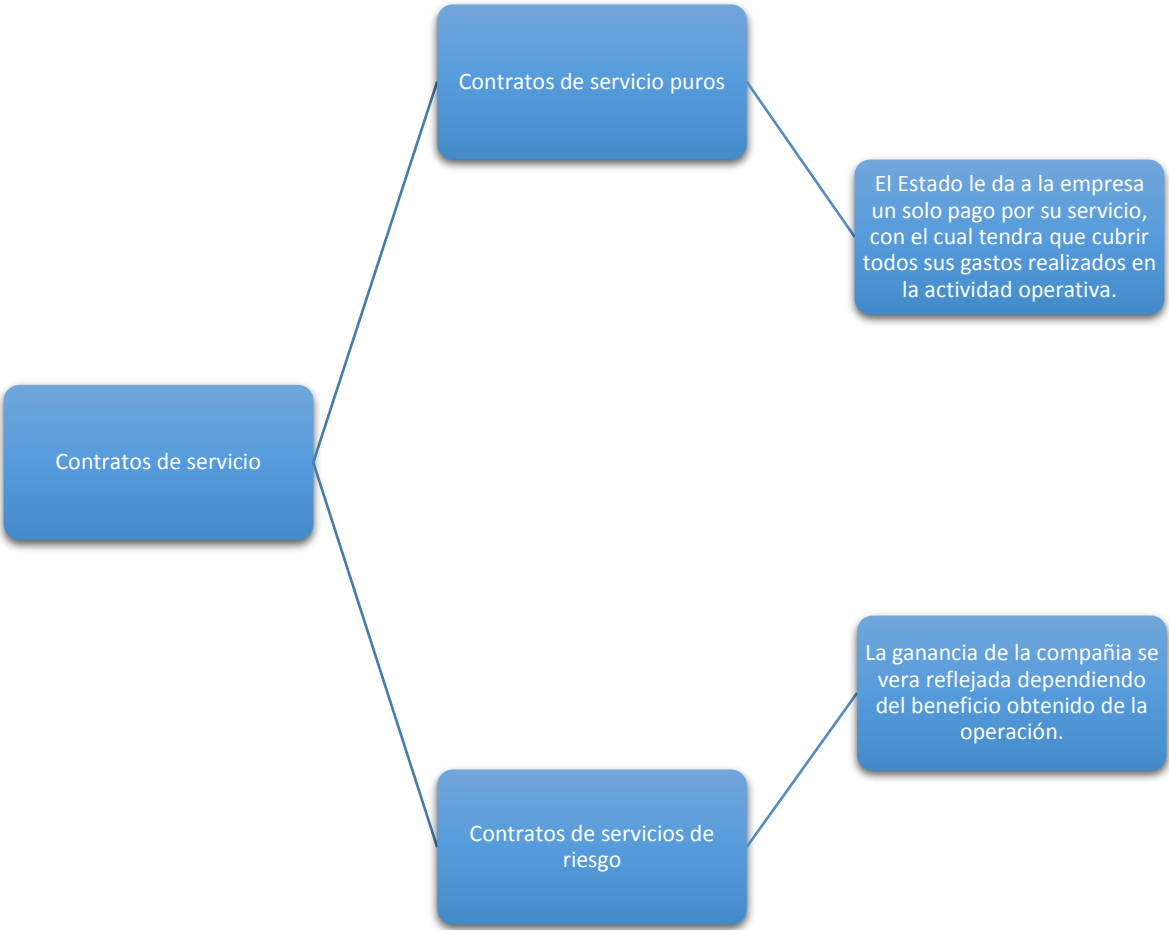 Contratos de servicio puros
El Estado le da a la empresa
un solo pago por su servicio,
con el cual tendra que cubrir
todos sus gastos realizados en
la actividad operativa.
Contratos de servicio
La ganancia de la compañia se
vera reflejada dependiendo
del beneficio obtenido de la
operación.
Contratos de servicios de
riesgo